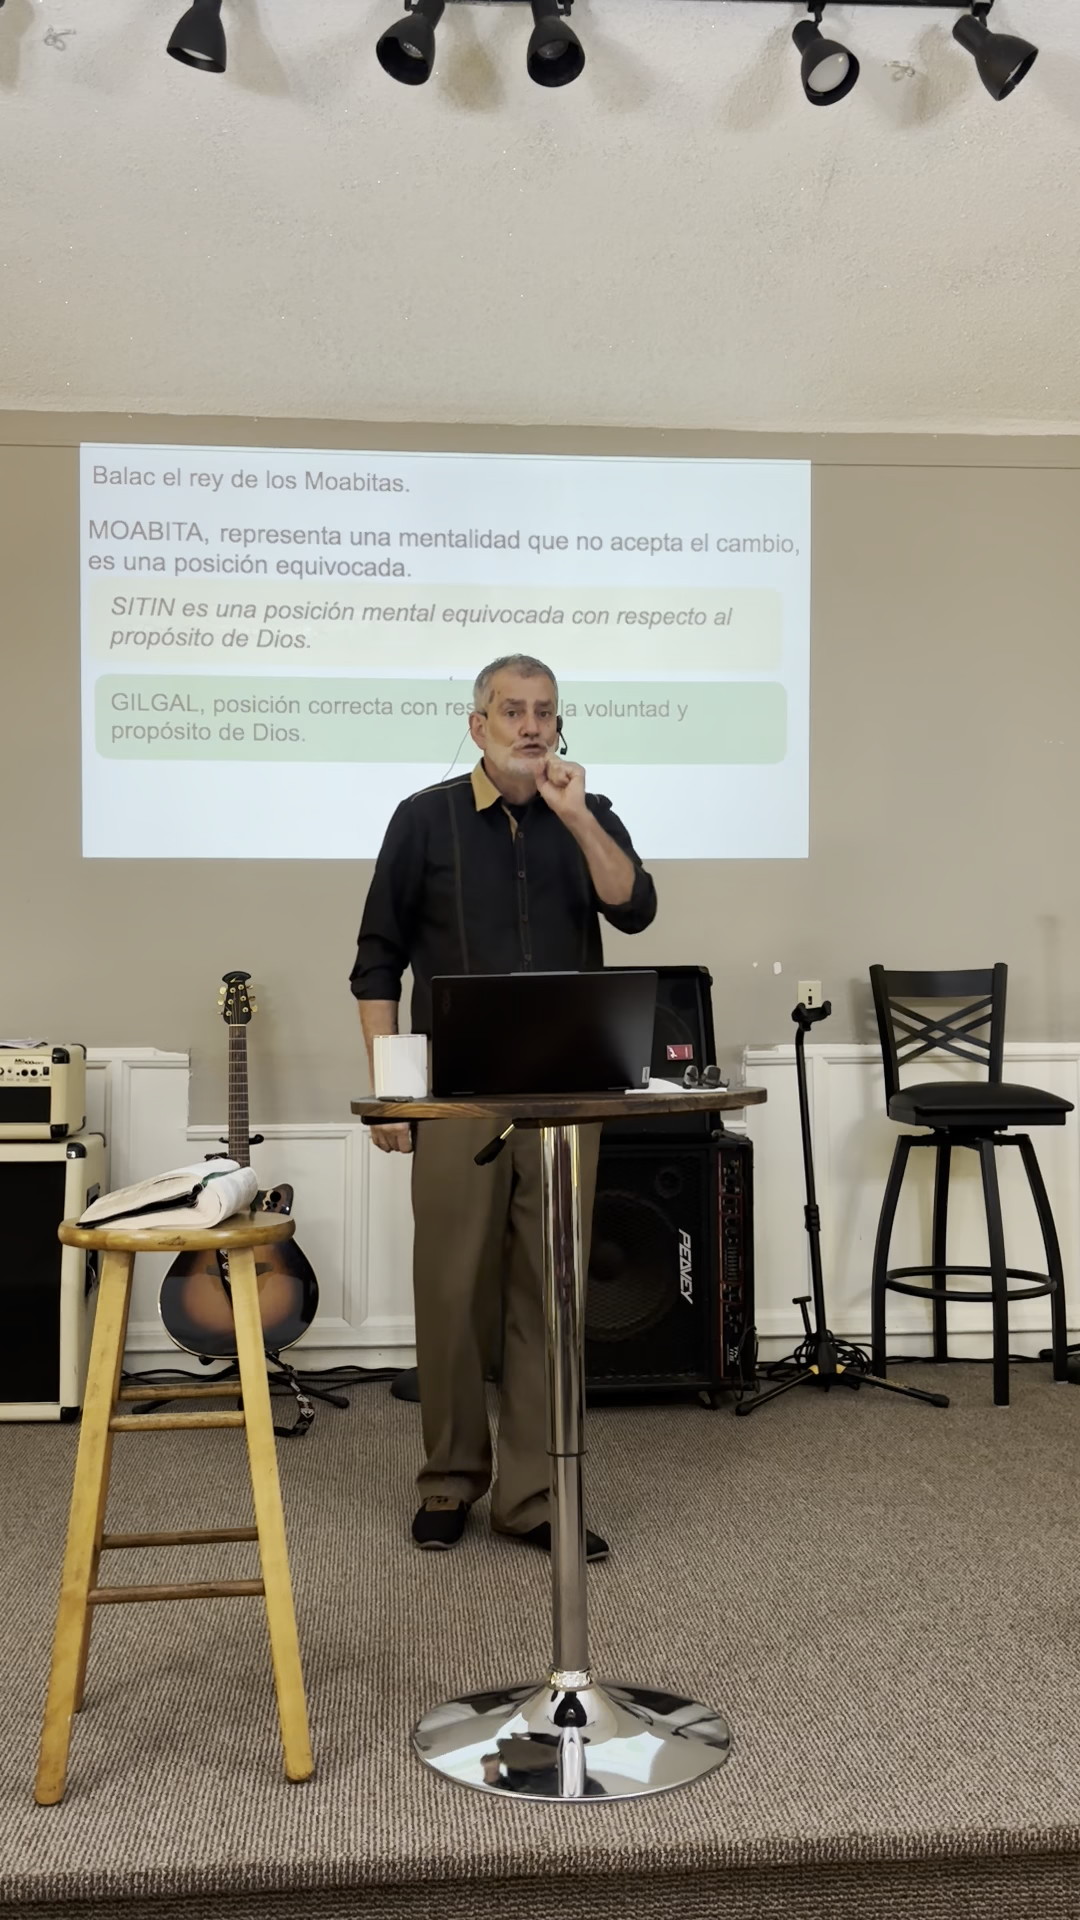 Balac el rey de los Moabitas.
MOABITA, representa una mentalidad que no acepta el cambio,
es una posición equivocada.
SITIN es una posición mental equivocada con respecto al
propósito de Dios.
GILGAL, posición correcta con res la voluntad y
propósito de Dios.
PEAVEY